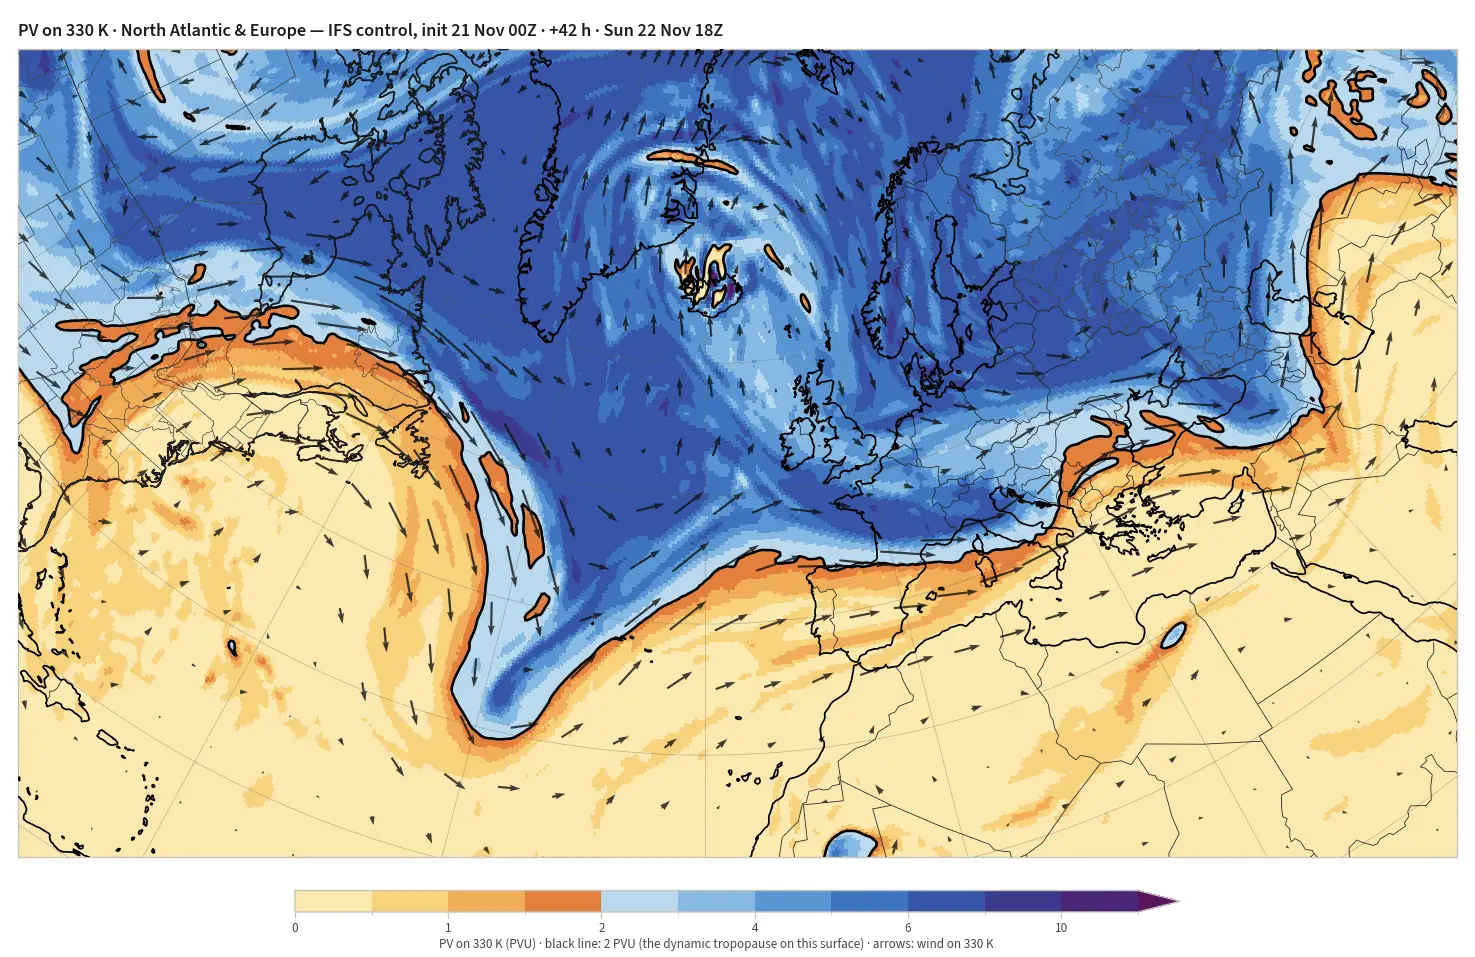 PV on 330 K · North Atlantic & Europe — IFS control, init 21 Nov 00Z · +42 h · Sun 22 Nov 18Z
0 1 2 4 6 10
PV on 330 K (PVU) · black line: 2 PVU (the dynamic tropopause on this surface) · arrows: wind on 330 K